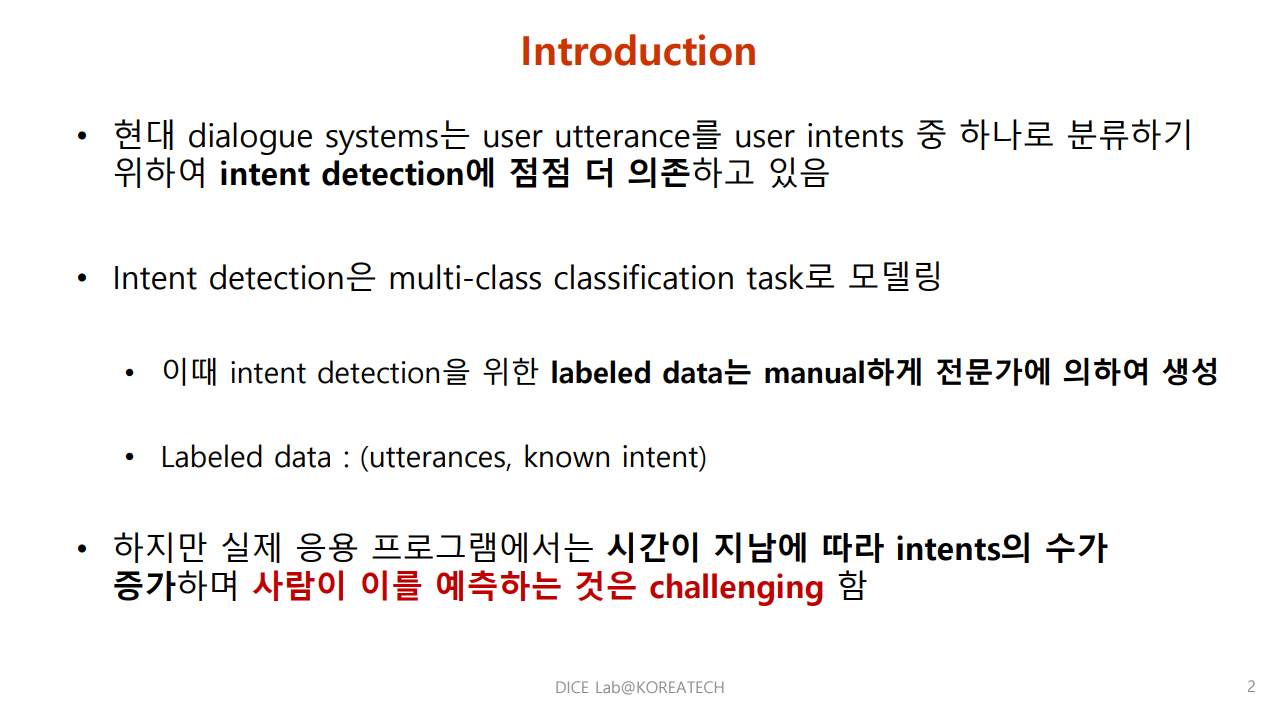 Introduction
• 현대 dialogue systems는 user utterance를 user intents 중 하나로 분류하기
위하여 intent detection에 점점 더 의존하고 있음
• Intent detection은 multi-class classification task로 모델링
• 이때 intent detection을 위한 labeled data는 manual하게 전문가에 의하여 생성
• Labeled data : (utterances, known intent)
• 하지만 실제 응용 프로그램에서는 시간이 지남에 따라 intents의 수가
증가하며 사람이 이를 예측하는 것은 challenging 함
DICE Lab@KOREATECH
2